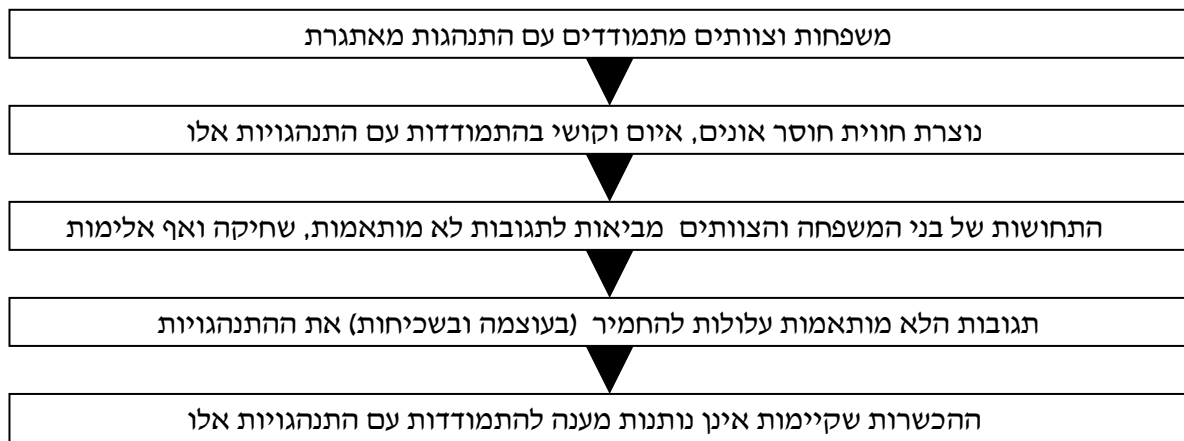 משפחות וצוותים מתמודדים עם התנהגות מאתגרת
נוצרת חווית חוסר אונים, איום וקושי בהתמודדות עם התנהגויות אלו
התחושות של בני המשפחה והצוותים מביאות לתגובות לא מותאמות, שחיקה ואף אלימות
תגובות הלא מותאמות עלולות להחמיר (בעוצמה ובשכיחות) את ההתנהגויות
ההכשרות שקיימות אינן נותנות מענה להתמודדות עם התנהגויות אלו